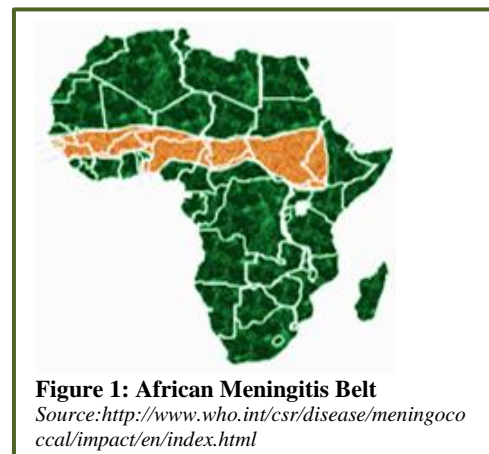 Figure 1: African Meningitis Belt
Source:http://www.who.int/csr/disease/meningoco
ccal/impact/en/index.html